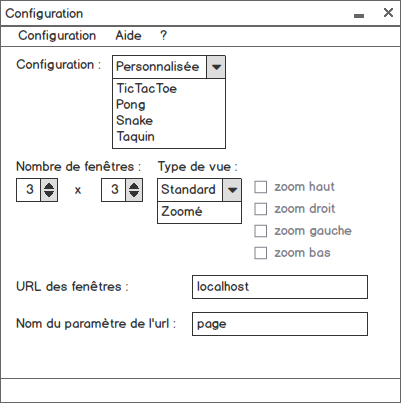 Configuration
Configuration Aide ?
Configuration : Personnalisée
TicTacToe
Pong
Snake
Taquin
Nombre de fenêtres : Type de vue :
3 x 3 Standard zoom haut
Zoomé zoom droit
zoom gauche
zoom bas
URL des fenêtres : localhost
Nom du paramètre de l'url : page